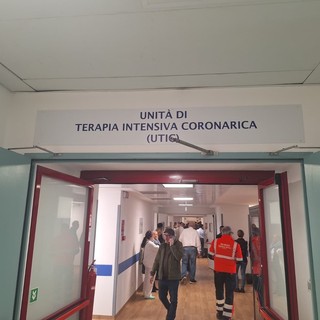 UNITÀ DI
TERAPIA INTENSIVA CORONARICA
(UTIC)